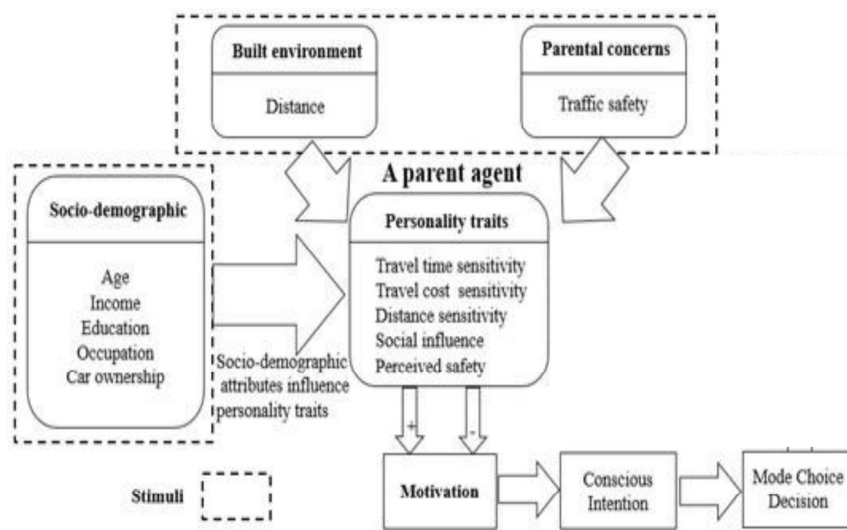 Built environment
Distance
Parental concerns
Traffic safety
A parent agent
Socio-demographic
Age
Income
Education
Occupation
Car ownership
Personality traits
Travel time sensitivity
Travel cost sensitivity
Distance sensitivity
Social influence
Perceived safety
Socio-demographic
attributes influence
personality traits
+
-
Stimuli
Motivation
Conscious
Intention
Mode Choice
Decision